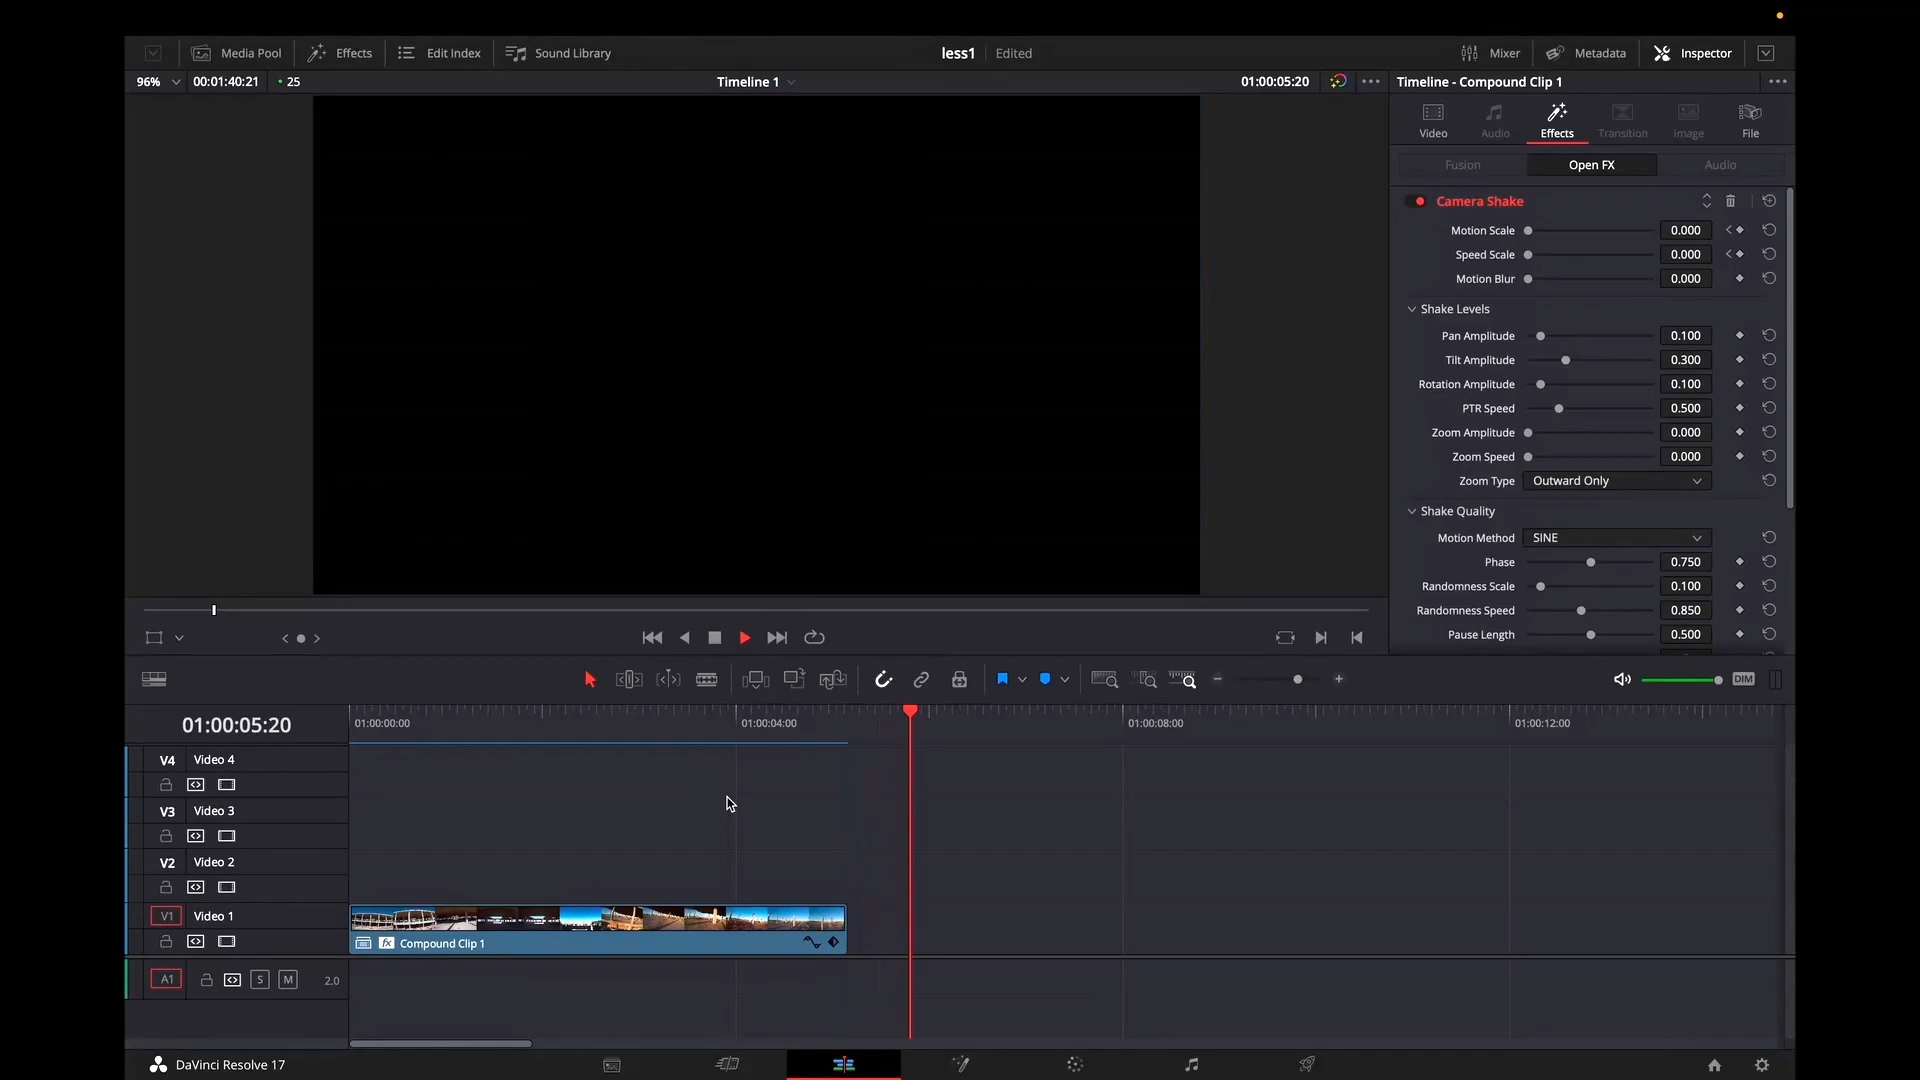 Media Pool Effects Edit Index Sound Library less1 Edited Mixer Metadata Inspector
96% 00:01:40:21 25 Timeline 1 01:00:05:20 Timeline - Compound Clip 1
Video Audio Effects Transition Image File
Fusion Open FX Audio
Camera Shake
Motion Scale 0.000
Speed Scale 0.000
Motion Blur 0.000
Shake Levels
Pan Amplitude 0.100
Tilt Amplitude 0.300
Rotation Amplitude 0.100
PTR Speed 0.500
Zoom Amplitude 0.000
Zoom Speed 0.000
Zoom Type Outward Only
Shake Quality
Motion Method SINE
Phase 0.750
Randomness Scale 0.100
Randomness Speed 0.850
Pause Length 0.500
DIM
01:00:05:20 01:00:00:00 01:00:04:00 01:00:08:00 01:00:12:00
V4 Video 4
V3 Video 3
V2 Video 2
V1 Video 1
fx Compound Clip 1
A1 S M 2.0
DaVinci Resolve 17